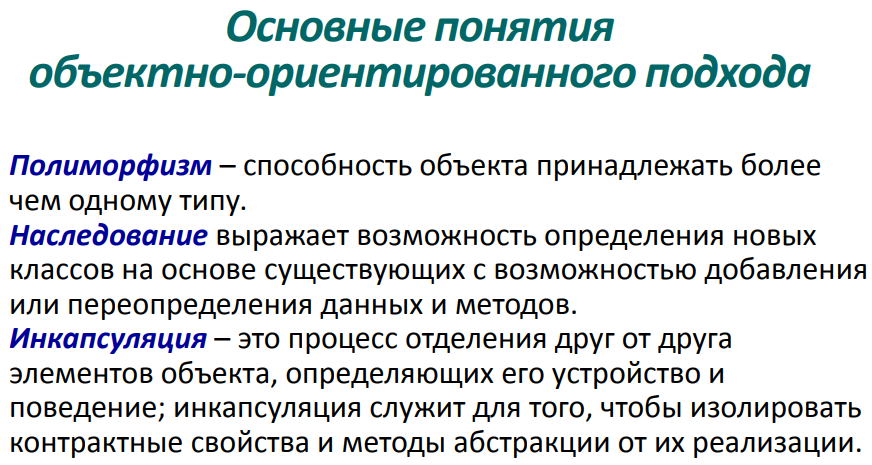 Основные понятия
объектно-ориентированного подхода
Полиморфизм – способность объекта принадлежать более
чем одному типу.
Наследование выражает возможность определения новых
классов на основе существующих с возможностью добавления
или переопределения данных и методов.
Инкапсуляция – это процесс отделения друг от друга
элементов объекта, определяющих его устройство и
поведение; инкапсуляция служит для того, чтобы изолировать
контрактные свойства и методы абстракции от их реализации.